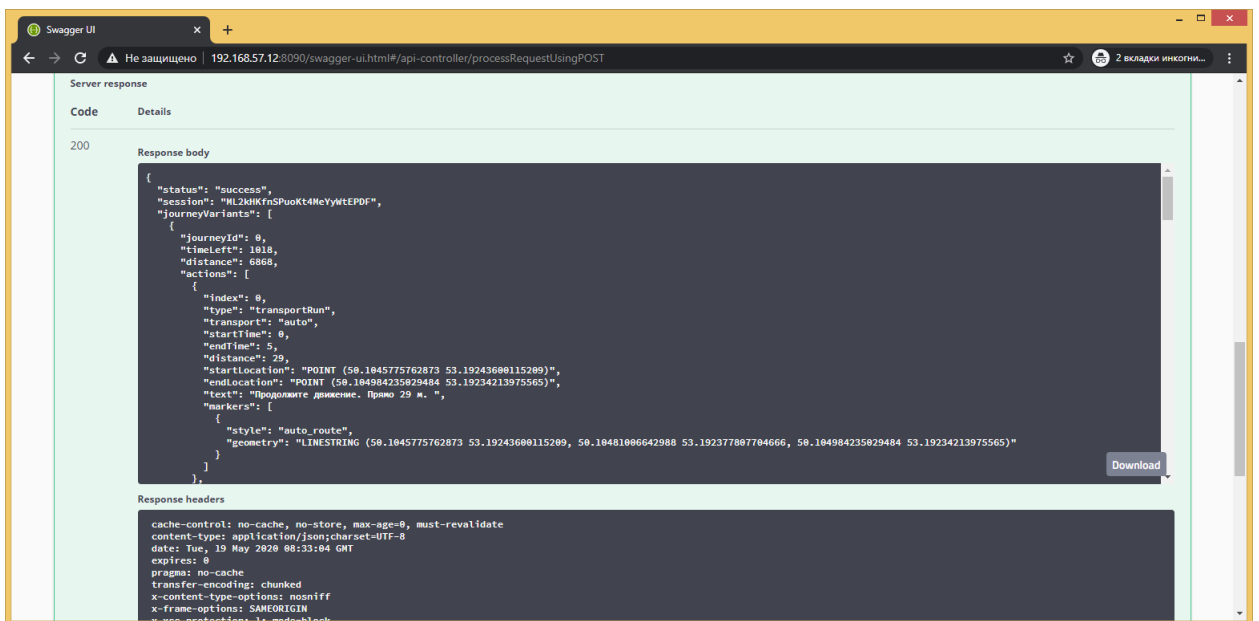 Swagger UI
Не защищено 192.168.57.12:8090/swagger-ui.html#/api-controller/processRequestUsingPOST 2 вкладки инкогни...
Server response
Code Details
200
Response body
{
"status": "success",
"session": "ML2kHKfnSPuoKt4MeYyWtEPDF",
"journeyVariants": [
{
"journeyId": 0,
"timeLeft": 1018,
"distance": 6868,
"actions": [
{
"index": 0,
"type": "transportRun",
"transport": "auto",
"startTime": 0,
"endTime": 5,
"distance": 29,
"startLocation": "POINT (50.1045775762873 53.19243600115209)",
"endLocation": "POINT (50.104984235029484 53.19234213975565)",
"text": "Продолжите движение. Прямо 29 м. ",
"markers": [
{
"style": "auto_route",
"geometry": "LINESTRING (50.1045775762873 53.19243600115209, 50.10481006642988 53.192377807704666, 50.104984235029484 53.19234213975565)"
}
]
},
Download
Response headers
cache-control: no-cache, no-store, max-age=0, must-revalidate
content-type: application/json;charset=UTF-8
date: Tue, 19 May 2020 08:33:04 GMT
expires: 0
pragma: no-cache
transfer-encoding: chunked
x-content-type-options: nosniff
x-frame-options: SAMEORIGIN
x-xss-protection: 1; mode=block